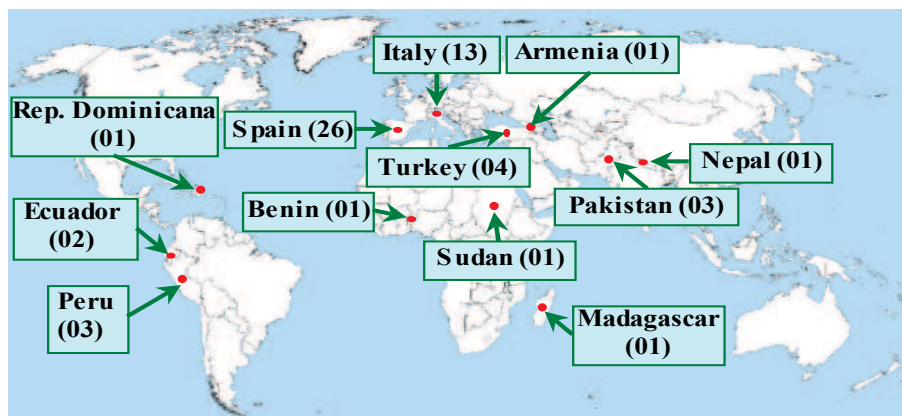 Italy (13)
Armenia (01)
Rep. Dominicana
(01)
Spain (26)
Turkey (04)
Nepal (01)
Pakistan (03)
Ecuador
(02)
Benin (01)
Sudan (01)
Peru
(03)
Madagascar
(01)